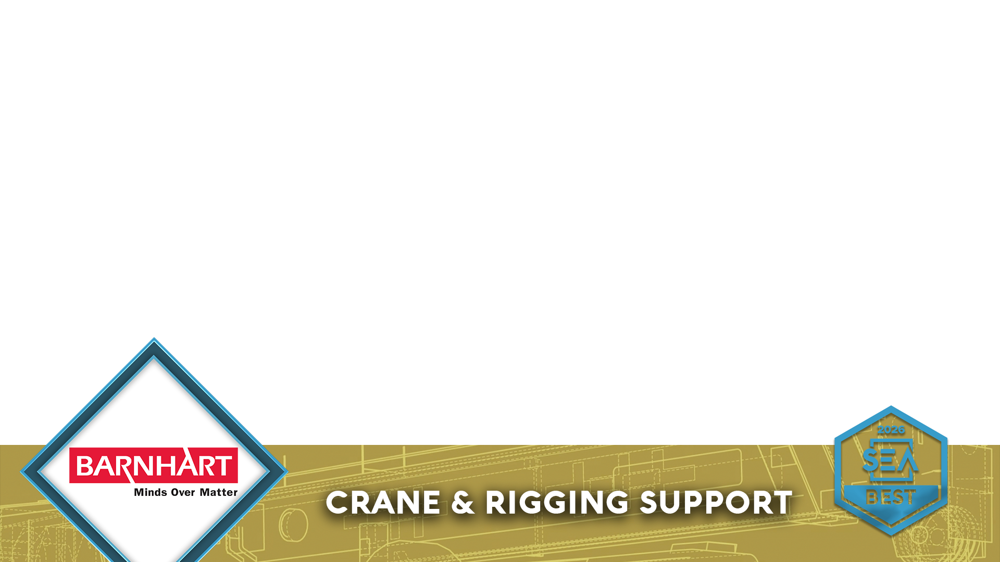 BARNHART
Minds Over Matter
CRANE & RIGGING SUPPORT
2026
SEA
BEST